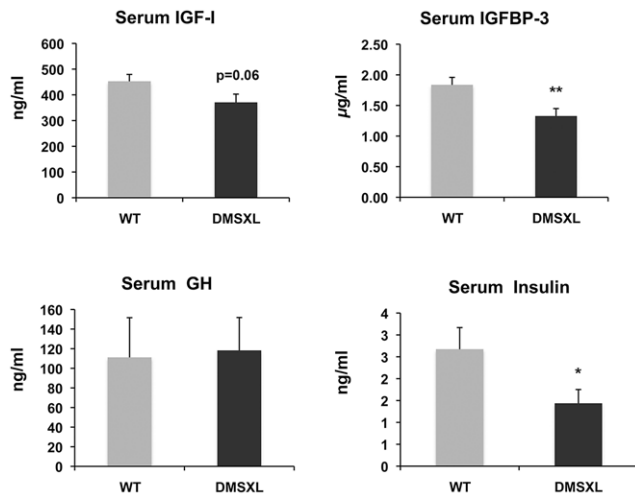 Serum IGF-I
600
500
400
300
200
100
0
ng/ml
p=0.06
WT DMSXL
Serum IGFBP-3
2.50
2.00
1.50
1.00
0.50
0.00
µg/ml
**
WT DMSXL
Serum GH
160
140
120
100
80
60
40
20
0
ng/ml
WT DMSXL
Serum Insulin
4
3
3
2
2
1
1
0
ng/ml
*
WT DMSXL